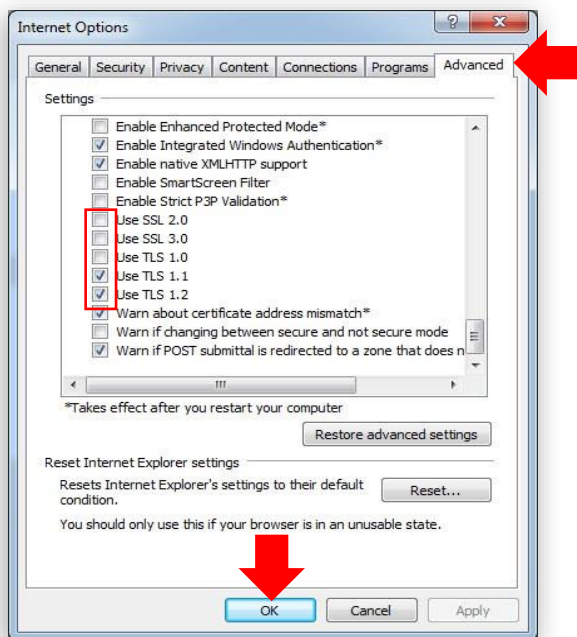 Internet Options
General Security Privacy Content Connections Programs Advanced
Settings
Enable Enhanced Protected Mode*
Enable Integrated Windows Authentication*
Enable native XMLHTTP support
Enable SmartScreen Filter
Enable Strict P3P Validation*
Use SSL 2.0
Use SSL 3.0
Use TLS 1.0
Use TLS 1.1
Use TLS 1.2
Warn about certificate address mismatch*
Warn if changing between secure and not secure mode
Warn if POST submittal is redirected to a zone that does n
*Takes effect after you restart your computer
Restore advanced settings
Reset Internet Explorer settings
Resets Internet Explorer's settings to their default
condition.
Reset...
You should only use this if your browser is in an unusable state.
OK Cancel Apply